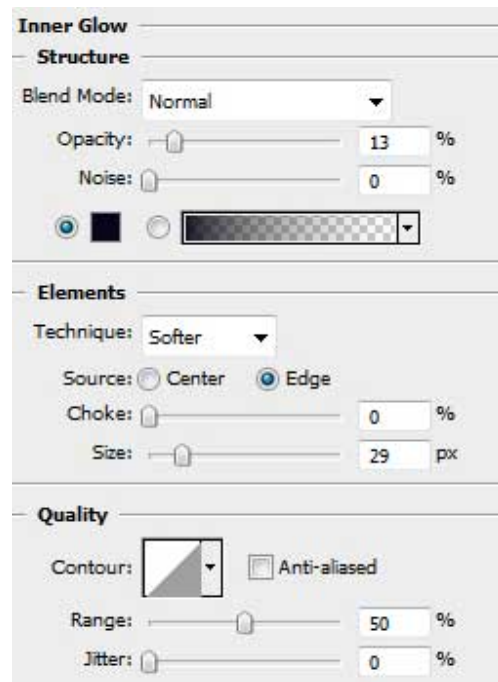 Inner Glow
Structure
Blend Mode: Normal
Opacity: 13 %
Noise: 0 %
Elements
Technique: Softer
Source: Center Edge
Choke: 0 %
Size: 29 px
Quality
Contour: Anti-aliased
Range: 50 %
Jitter: 0 %